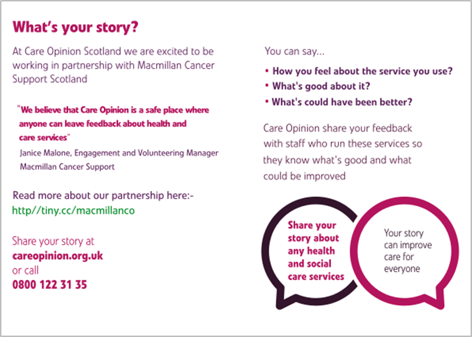 What's your story?
At Care Opinion Scotland we are excited to be
working in partnership with Macmillan Cancer
Support Scotland
"We believe that Care Opinion is a safe place where
anyone can leave feedback about health and
care services"
Janice Malone, Engagement and Volunteering Manager
Macmillan Cancer Support
Read more about our partnership here:-
http//tiny.cc/macmillanco
Share your story at
careopinion.org.uk
or call
0800 122 31 35
You can say...
• How you feel about the service you use?
• What's good about it?
• What's could have been better?
Care Opinion share your feedback
with staff who run these services so
they know what's good and what
could be improved
Share your
story about
any health
and social
care services
Your story
can improve
care for
everyone